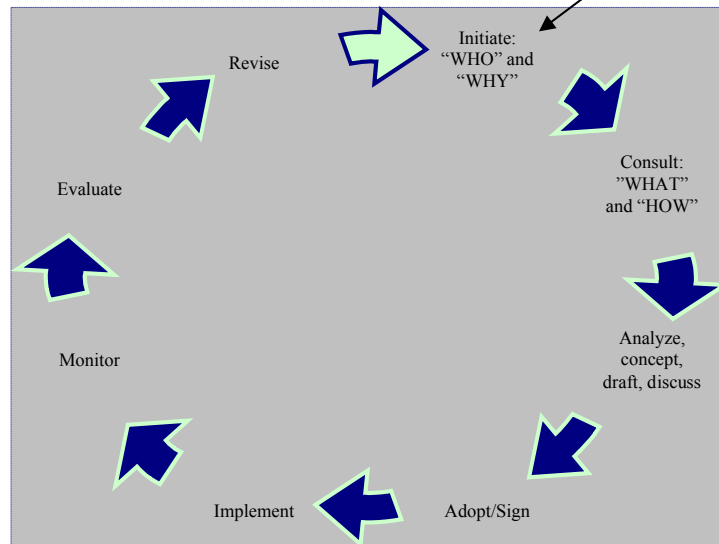 Initiate:
“WHO” and
“WHY”
Consult:
”WHAT”
and “HOW”
Analyze,
concept,
draft, discuss
Adopt/Sign
Implement
Monitor
Evaluate
Revise